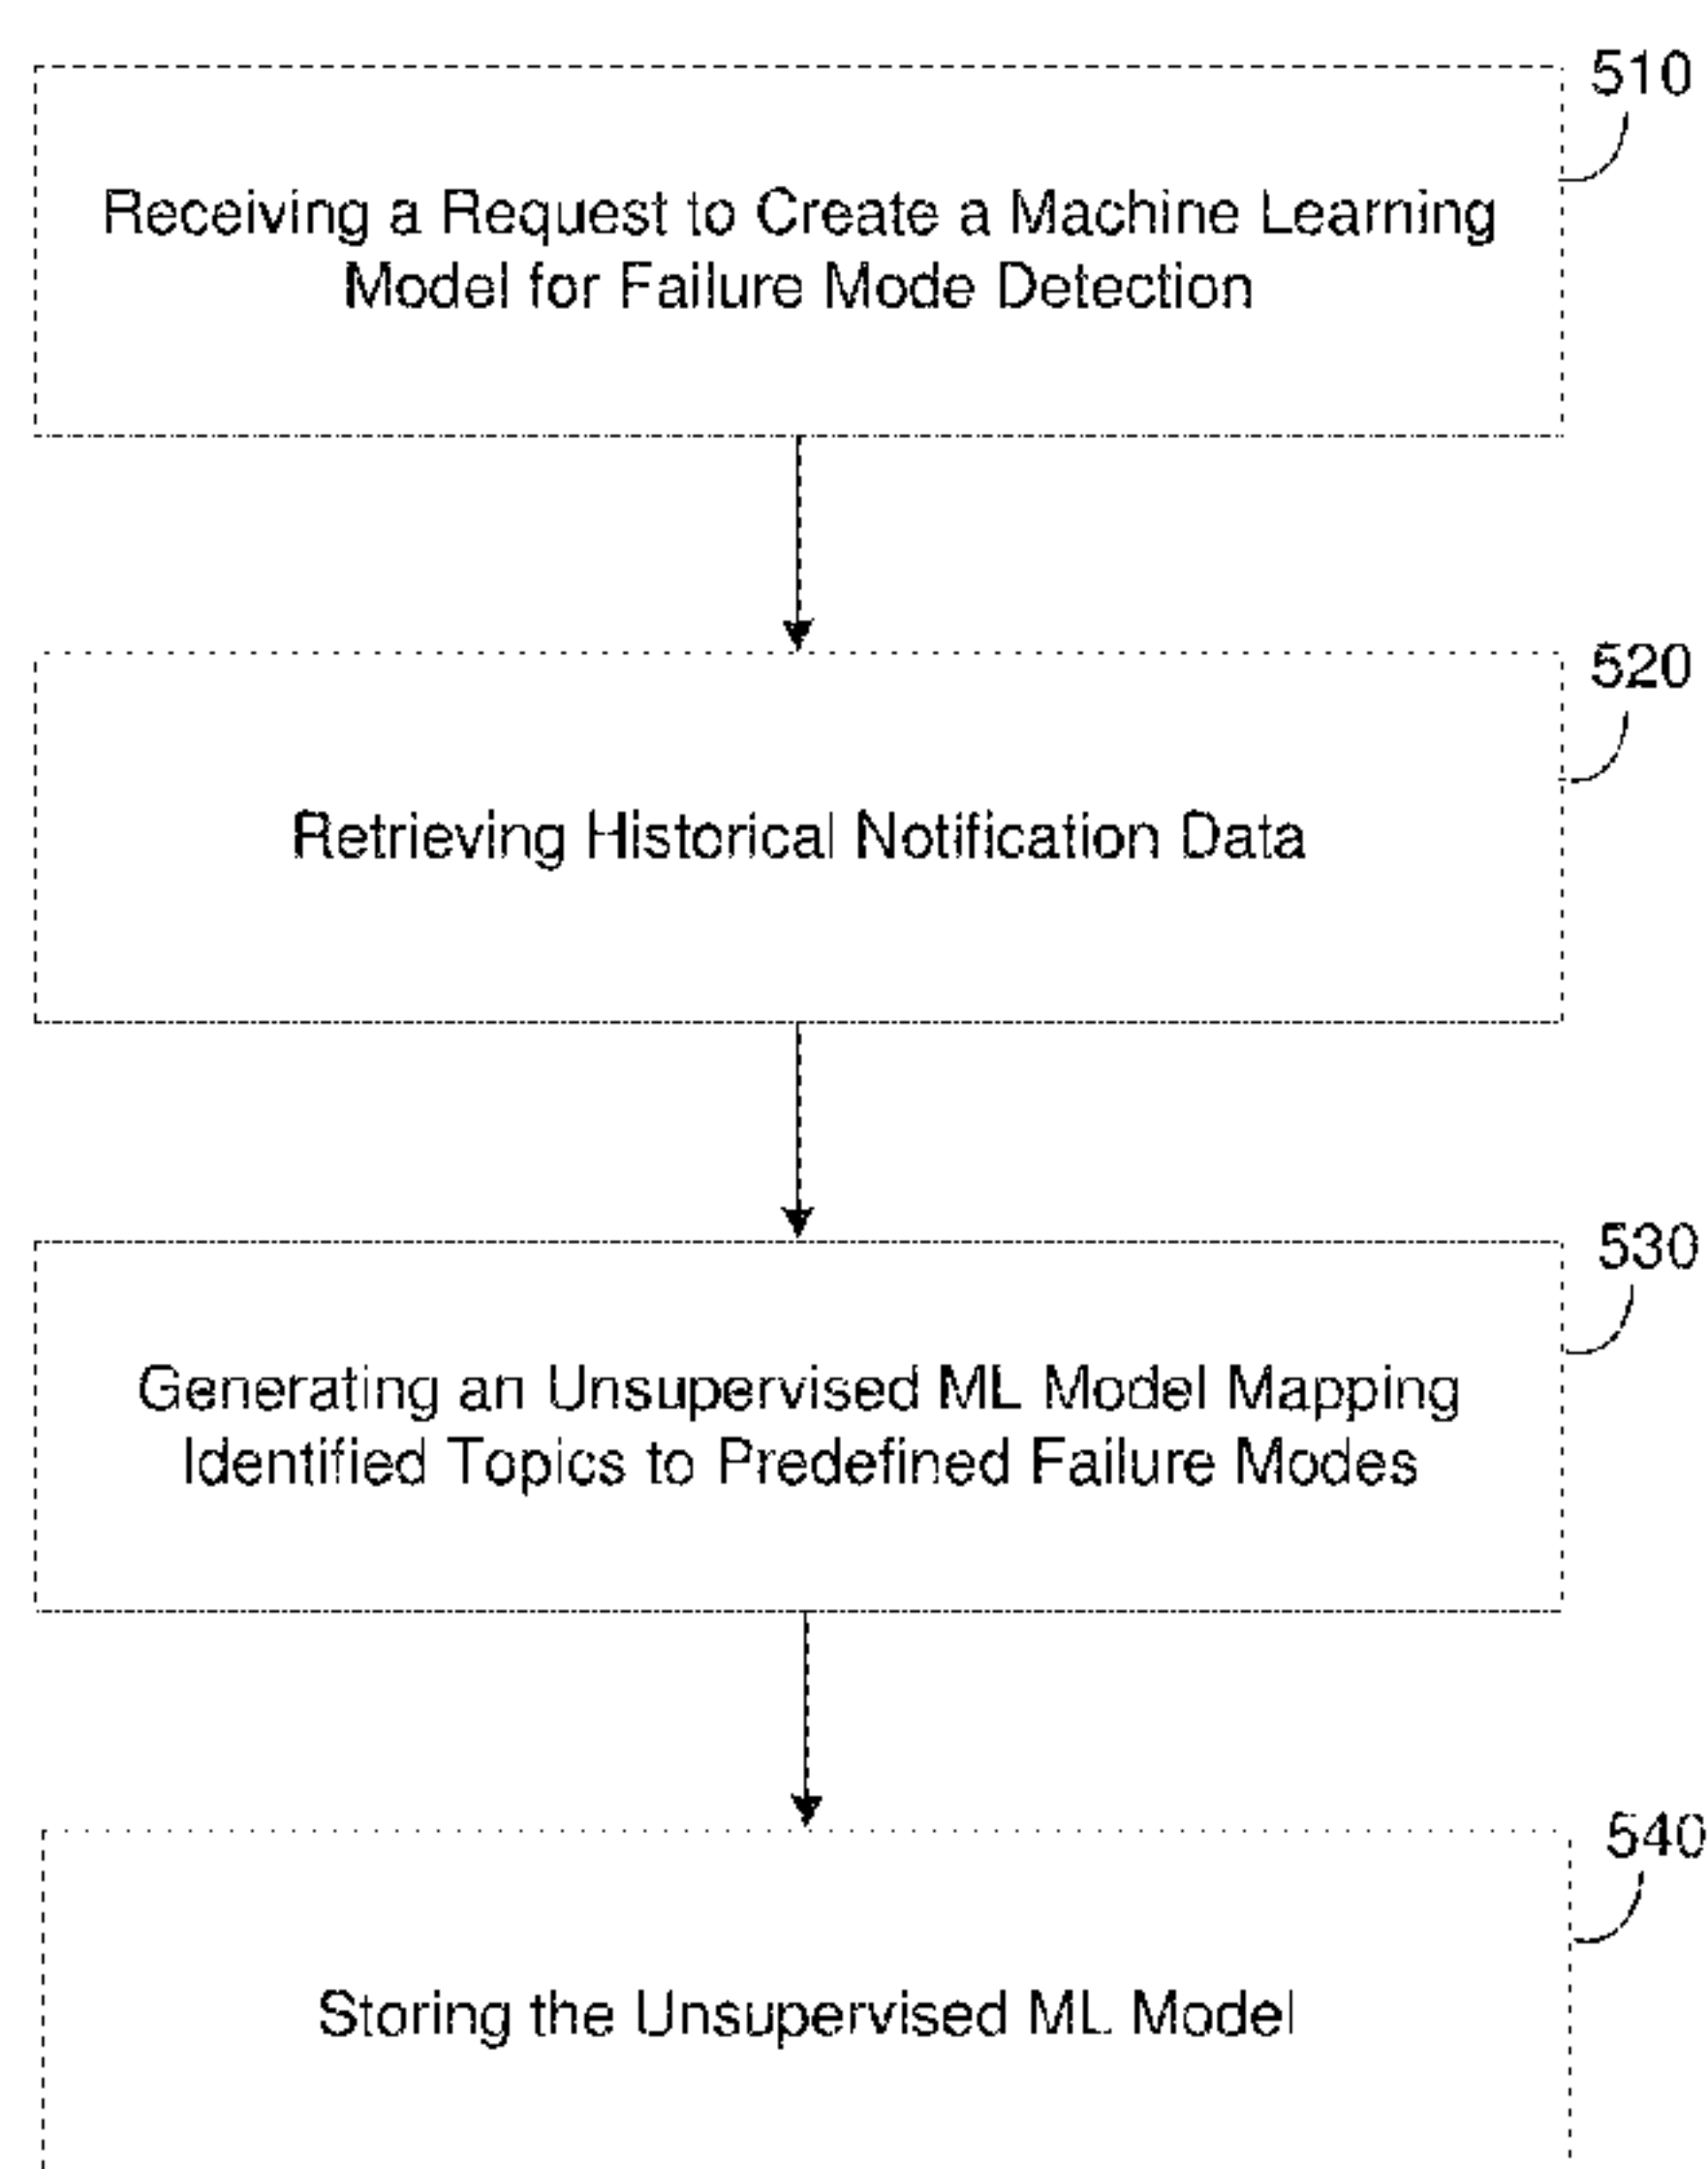 510
Receiving a Request to Create a Machine Learning
Model for Failure Mode Detection
520
Retrieving Historical Notification Data
530
Generating an Unsupervised ML Model Mapping
Identified Topics to Predefined Failure Modes
540
Storing the Unsupervised ML Model